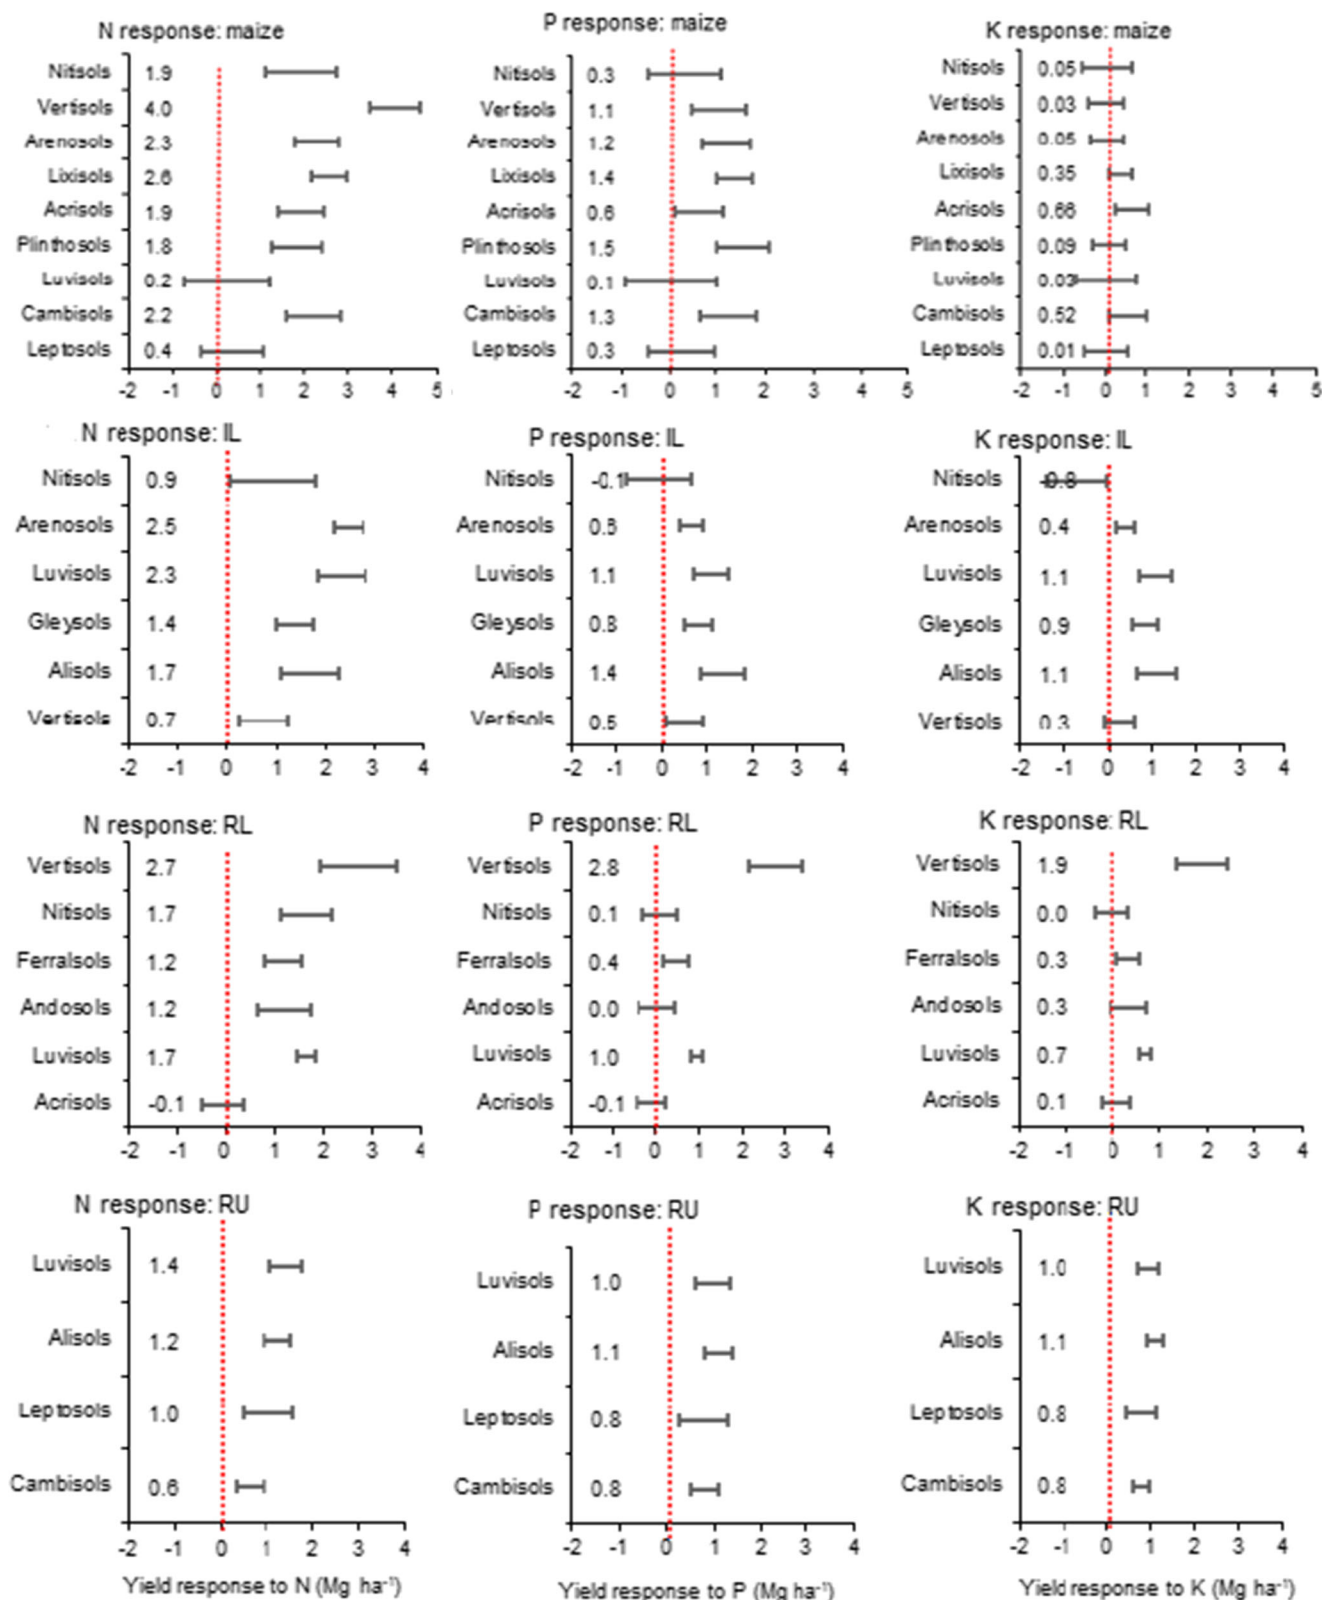 N response: maize
Nitisols 1.9
Vertisols 4.0
Arenosols 2.3
Lixisols 2.6
Acrisols 1.9
Plinthosols 1.8
Luvisols 0.2
Cambisols 2.2
Leptosols 0.4
-2 -1 0 1 2 3 4 5
P response: maize
Nitisols 0.3
Vertisols 1.1
Arenosols 1.2
Lixisols 1.4
Acrisols 0.6
Plinthosols 1.5
Luvisols 0.1
Cambisols 1.3
Leptosols 0.3
-2 -1 0 1 2 3 4 5
K response: maize
Nitisols 0.05
Vertisols 0.03
Arenosols 0.05
Lixisols 0.35
Acrisols 0.66
Plinthosols 0.09
Luvisols 0.03
Cambisols 0.52
Leptosols 0.01
-2 -1 0 1 2 3 4 5
N response: IL
Nitisols 0.9
Arenosols 2.5
Luvisols 2.3
Gleysols 1.4
Alisols 1.7
Vertisols 0.7
-2 -1 0 1 2 3 4 5
P response: IL
Nitisols -0.1
Arenosols
Luvisols 1.1
Gleysols 0.8
Alisols 1.4
Vertisols 0.5
-2 -1 0 1 2 3 4
K response: IL
Nitisols -0.8
Arenosols 0.4
Luvisols 1.1
Gleysols 0.9
Alisols 1.1
Vertisols 0.3
-2 -1 0 1 2 3 4
N response: RL
Vertisols 2.7
Nitisols 1.7
Ferralsols 1.2
Andosols 1.2
Luvisols 1.7
Acrisols -0.1
-2 -1 0 1 2 3 4
P response: RL
Vertisols 2.8
Nitisols 0.1
Ferralsols 0.4
Andosols 0.0
Luvisols 1.0
Acrisols -0.1
-2 -1 0 1 2 3 4
K response: RL
Vertisols 1.9
Nitisols 0.0
Ferralsols 0.3
Andosols 0.3
Luvisols 0.7
Acrisols 0.1
-2 -1 0 1 2 3 4
N response: RU
Luvisols 1.4
Alisols 1.2
Leptosols 1.0
Cambisols 0.6
-2 -1 0 1 2 3 4
Yield response to N (Mg ha⁻¹)
P response: RU
Luvisols 1.0
Alisols 1.1
Leptosols 0.8
Cambisols 0.8
-2 -1 0 1 2 3 4
Yield response to P (Mg ha⁻¹)
K response: RU
Luvisols 1.0
Alisols 1.1
Leptosols 0.8
Cambisols 0.8
-2 -1 0 1 2 3 4
Yield response to K (Mg ha⁻¹)